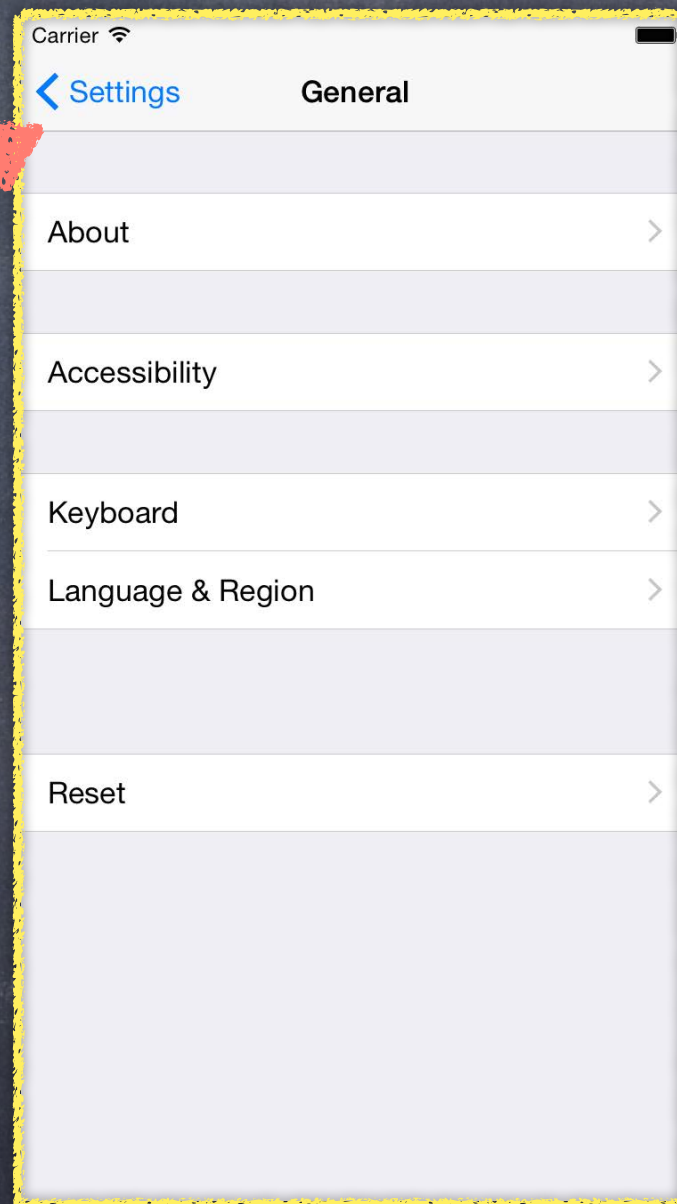 Carrier
Settings General
About
Accessibility
Keyboard
Language & Region
Reset